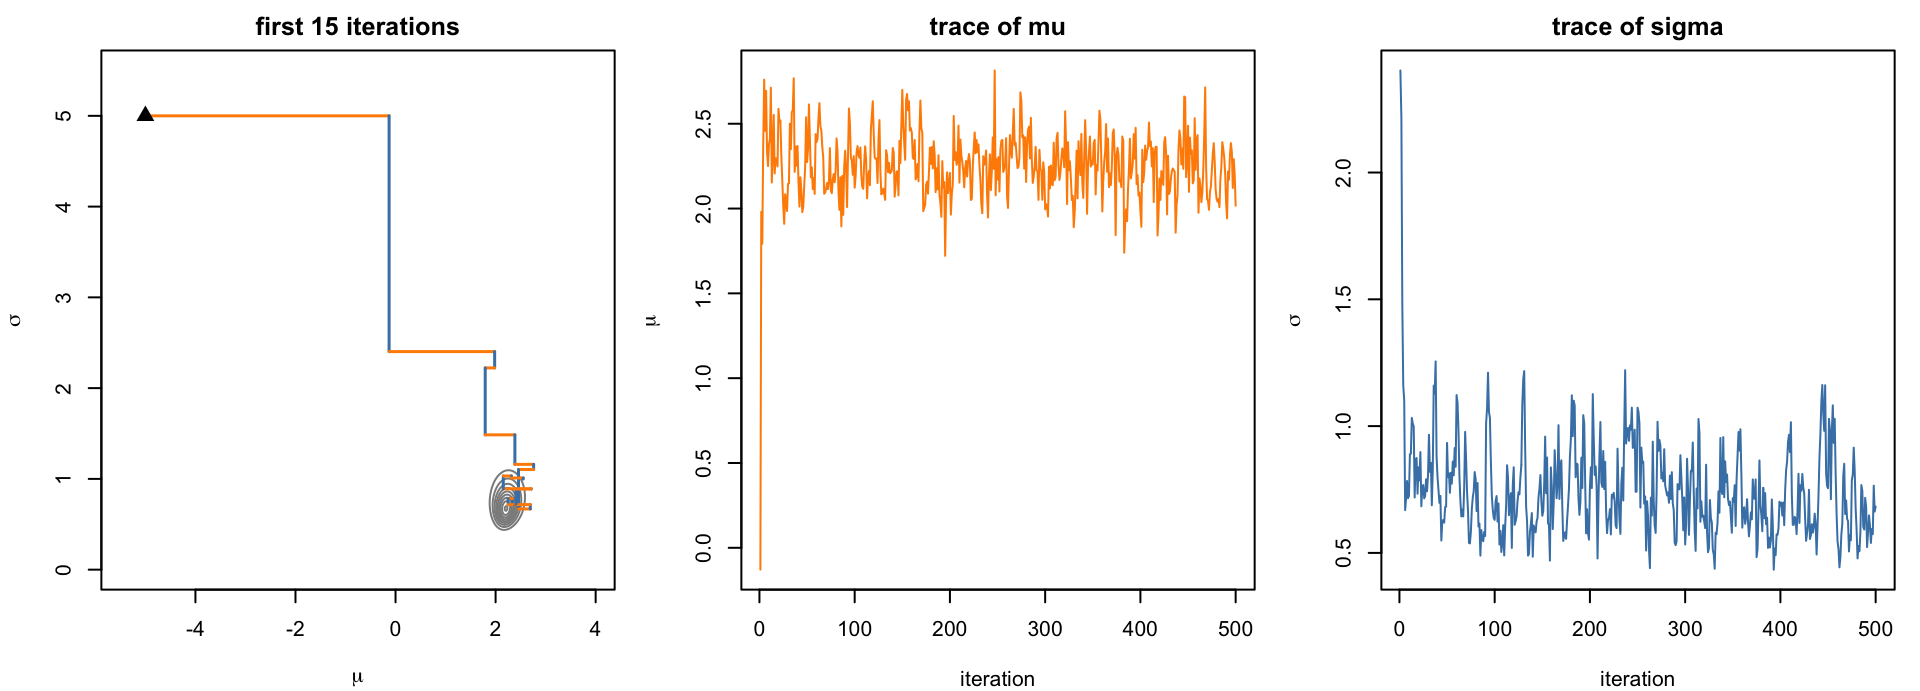 first 15 iterations
σ
5
4
3
2
1
0
-4 -2 0 2 4
μ
trace of mu
μ
2.5
2.0
1.5
1.0
0.5
0.0
0 100 200 300 400 500
iteration
trace of sigma
σ
2.0
1.5
1.0
0.5
0 100 200 300 400 500
iteration